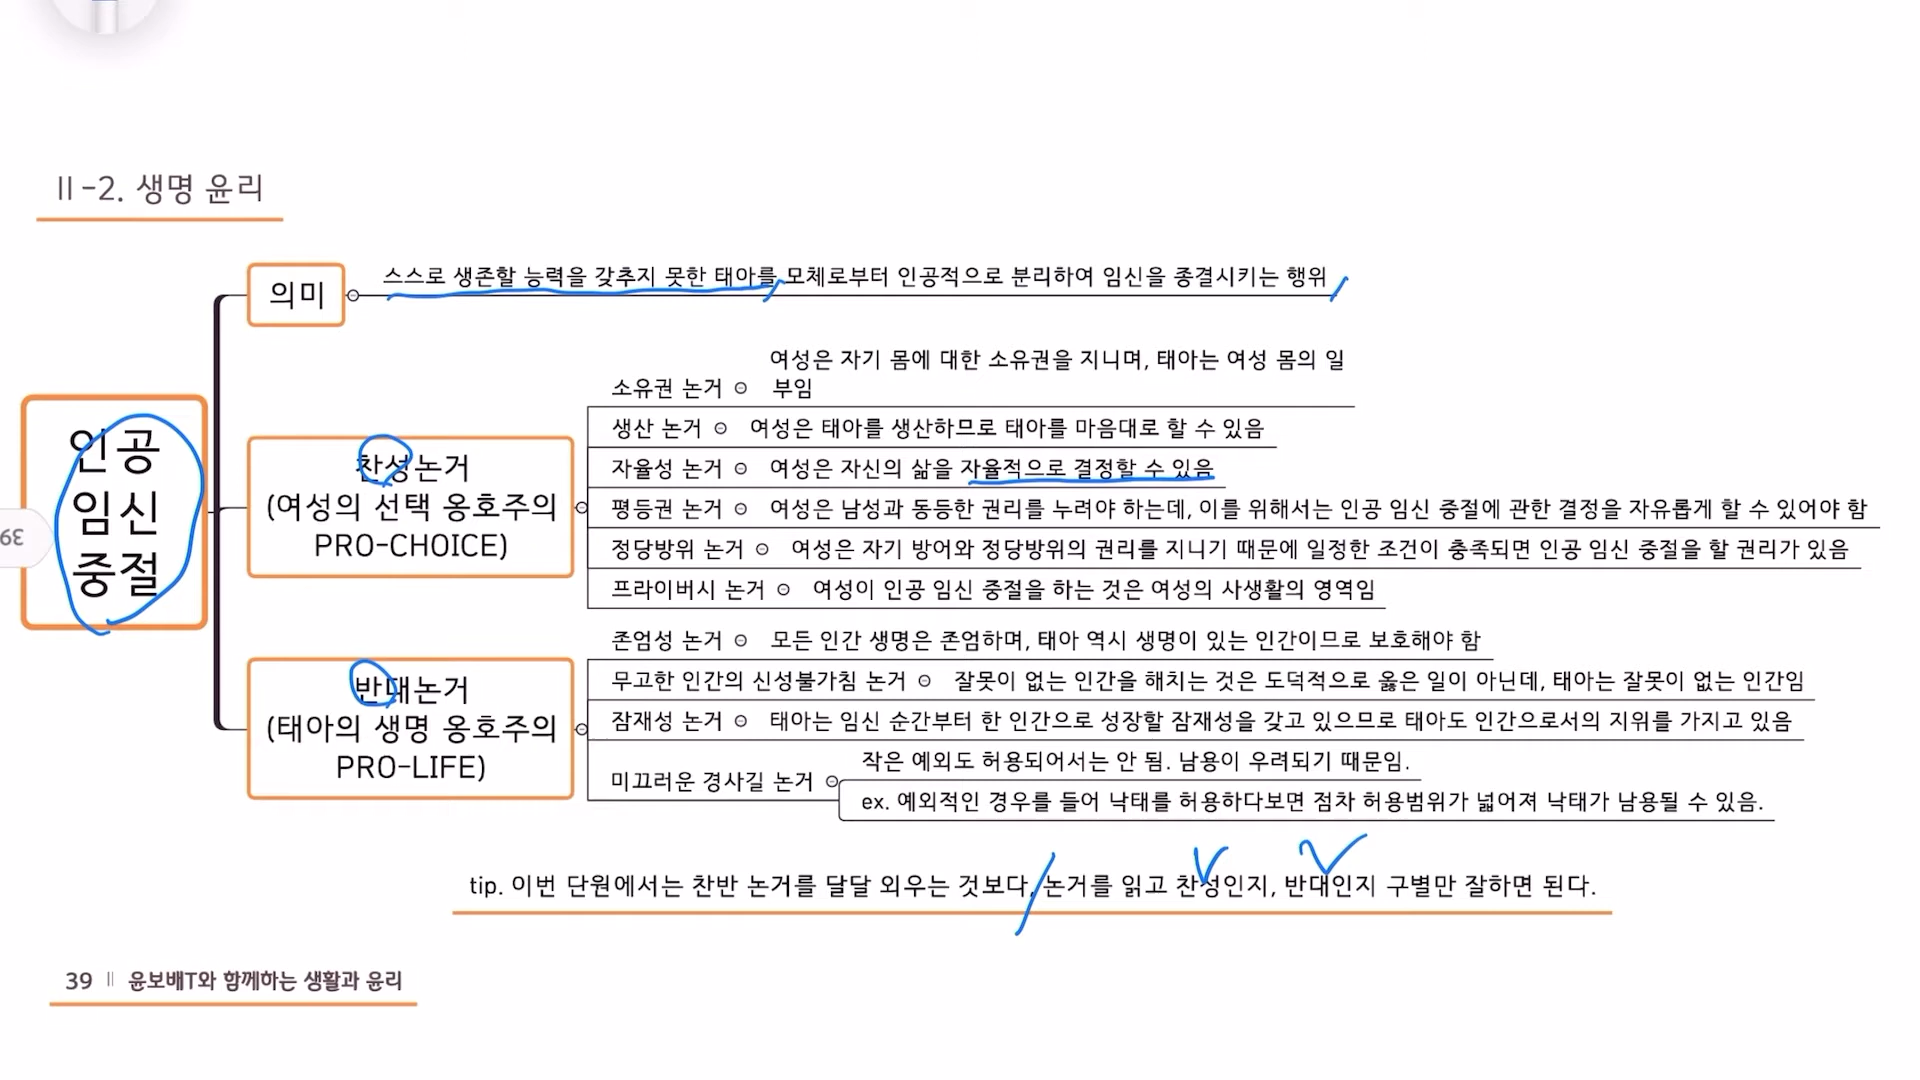 Ⅱ-2. 생명 윤리
의미
스스로 생존할 능력을 갖추지 못한 태아를 모체로부터 인공적으로 분리하여 임신을 종결시키는 행위
인공
임신
중절
찬성논거
(여성의 선택 옹호주의
PRO-CHOICE)
여성은 자기 몸에 대한 소유권을 지니며, 태아는 여성 몸의 일
소유권 논거 부임
생산 논거 여성은 태아를 생산하므로 태아를 마음대로 할 수 있음
자율성 논거 여성은 자신의 삶을 자율적으로 결정할 수 있음
평등권 논거 여성은 남성과 동등한 권리를 누려야 하는데, 이를 위해서는 인공 임신 중절에 관한 결정을 자유롭게 할 수 있어야 함
정당방위 논거 여성은 자기 방어와 정당방위의 권리를 지니기 때문에 일정한 조건이 충족되면 인공 임신 중절을 할 권리가 있음
프라이버시 논거 여성이 인공 임신 중절을 하는 것은 여성의 사생활의 영역임
반대논거
(태아의 생명 옹호주의
PRO-LIFE)
존엄성 논거 모든 인간 생명은 존엄하며, 태아 역시 생명이 있는 인간이므로 보호해야 함
무고한 인간의 신성불가침 논거 잘못이 없는 인간을 해치는 것은 도덕적으로 옳은 일이 아닌데, 태아는 잘못이 없는 인간임
잠재성 논거 태아는 임신 순간부터 한 인간으로 성장할 잠재성을 갖고 있으므로 태아도 인간으로서의 지위를 가지고 있음
미끄러운 경사길 논거 작은 예외도 허용되어서는 안 됨. 남용이 우려되기 때문임.
ex. 예외적인 경우를 들어 낙태를 허용하다보면 점차 허용범위가 넓어져 낙태가 남용될 수 있음.
tip. 이번 단원에서는 찬반 논거를 달달 외우는 것보다, 논거를 읽고 찬성인지, 반대인지 구별만 잘하면 된다.
39 || 윤보배T와 함께하는 생활과 윤리